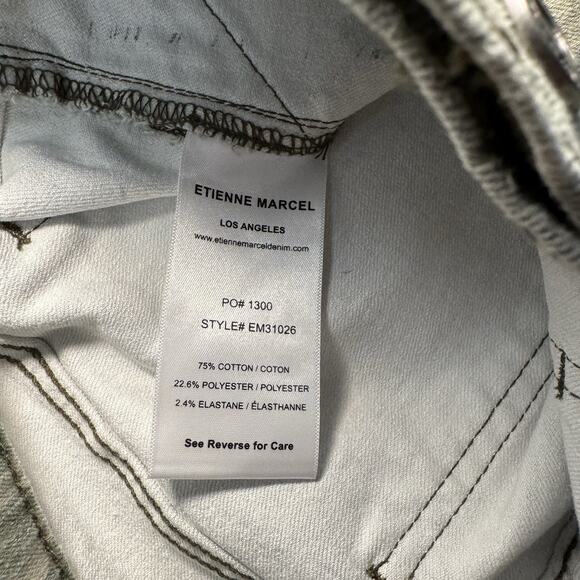 ETIENNE MARCEL
LOS ANGELES
www.etiennemarceldenim.com
PO# 1300
STYLE# EM31026
75% COTTON / COTON
22.6% POLYESTER / POLYESTER
2.4% ELASTANE / ÉLASTHANNE
See Reverse for Care